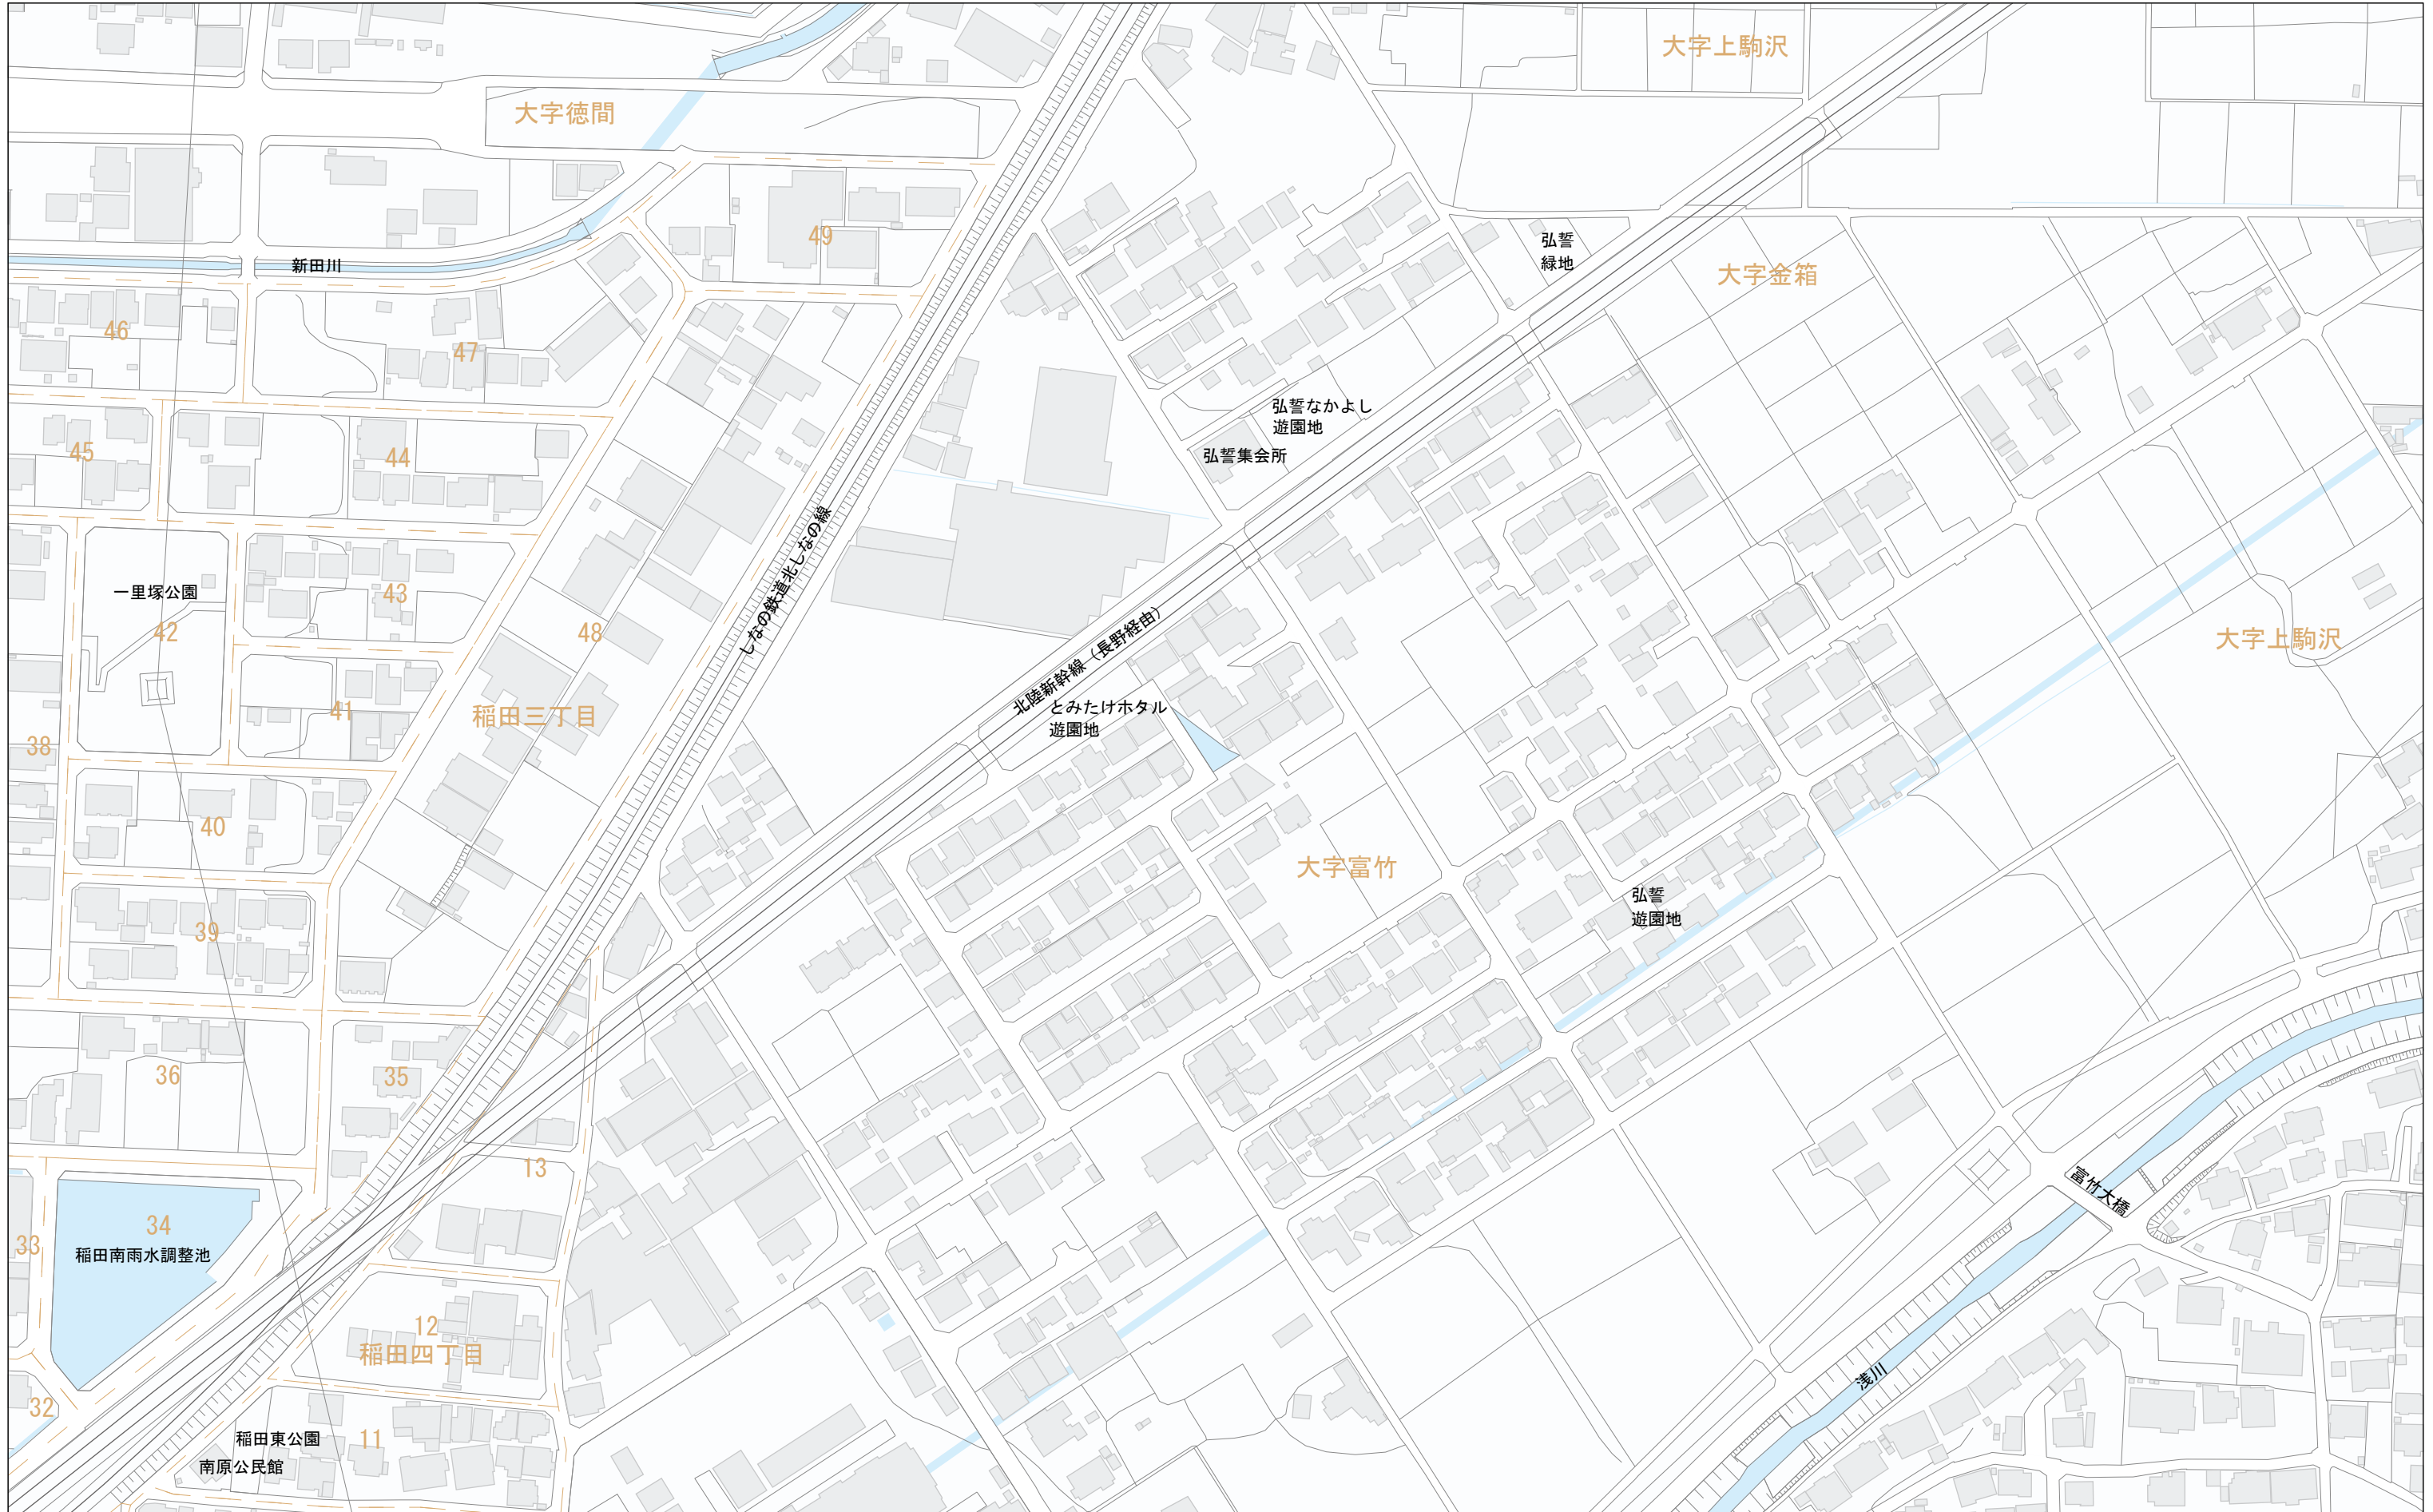 大字上駒沢
大字徳間
49
弘誓
緑地
新田川
大字金箱
46
47
弘誓なかよし
遊園地
45
44
弘誓集会所
しなの鉄道北しなの線
一里塚公園
43
42
48
大字上駒沢
北陸新幹線（長野経由）
とみたけホタル
遊園地
41
稲田三丁目
38
40
大字富竹
弘誓
遊園地
39
36
35
13
富竹大橋
34
33
稲田南雨水調整池
12
稲田四丁目
浅川
32
11
稲田東公園
南原公民館